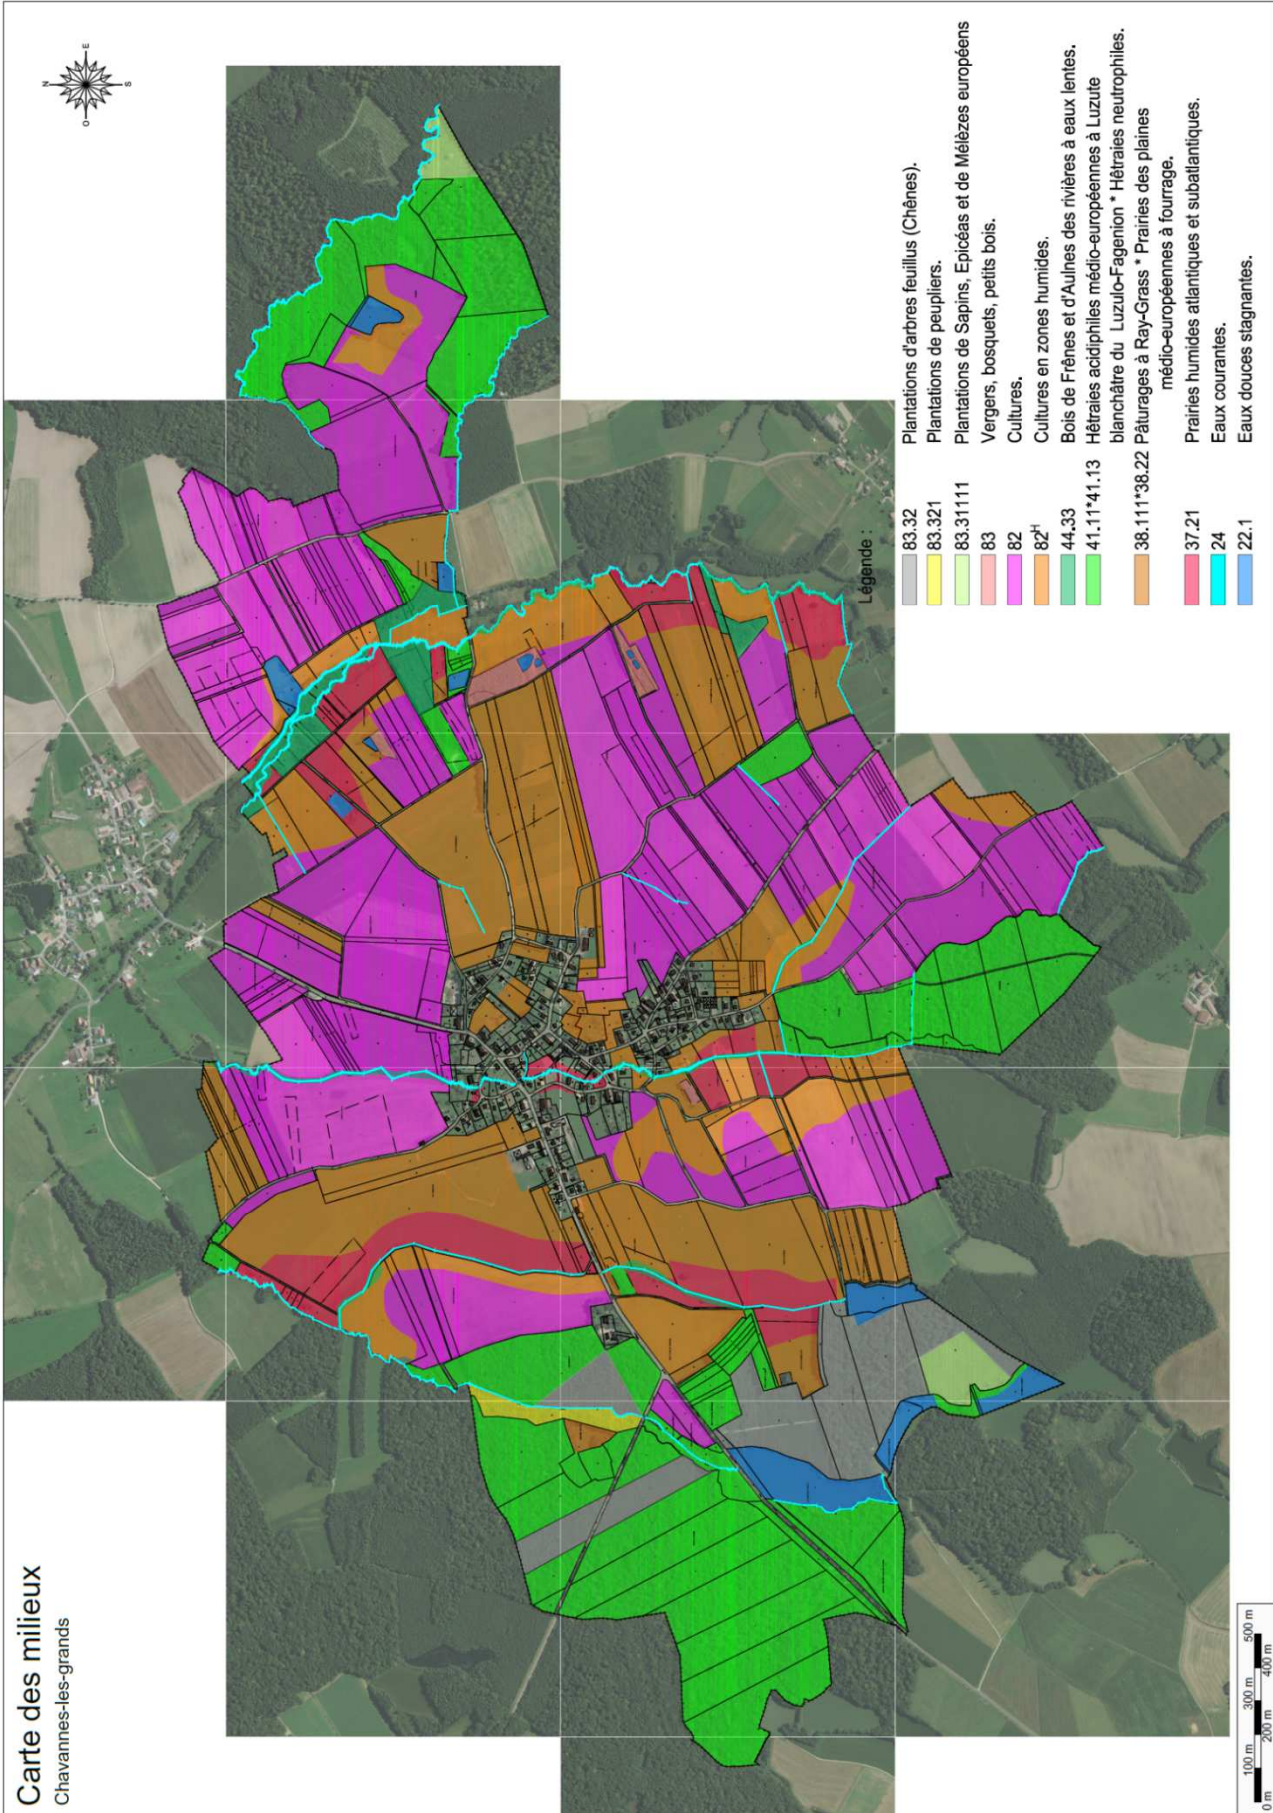 Carte des milieux
Chavannes-les-grands
N
E
S
O
Légende :
83.32 Plantations d'arbres feuillus (Chênes).
83.321 Plantations de peupliers.
83.31111 Plantations de Sapins, Epicéas et de Mélèzes européens
83 Vergers, bosquets, petits bois.
82 Cultures.
82H Cultures en zones humides.
44.33 Bois de Frênes et d'Aulnes des rivières à eaux lentes.
41.11*41.13 Hêtraies acidiphiles médio-européennes à Luzute
blanchâtre du Luzulo-Fagenion * Hêtraies neutrophiles.
38.111*38.22 Pâturages à Ray-Grass * Prairies des plaines
médio-européennes à fourrage.
37.21 Prairies humides atlantiques et subatlantiques.
24 Eaux courantes.
22.1 Eaux douces stagnantes.
100 m 300 m 500 m
0 m 200 m 400 m